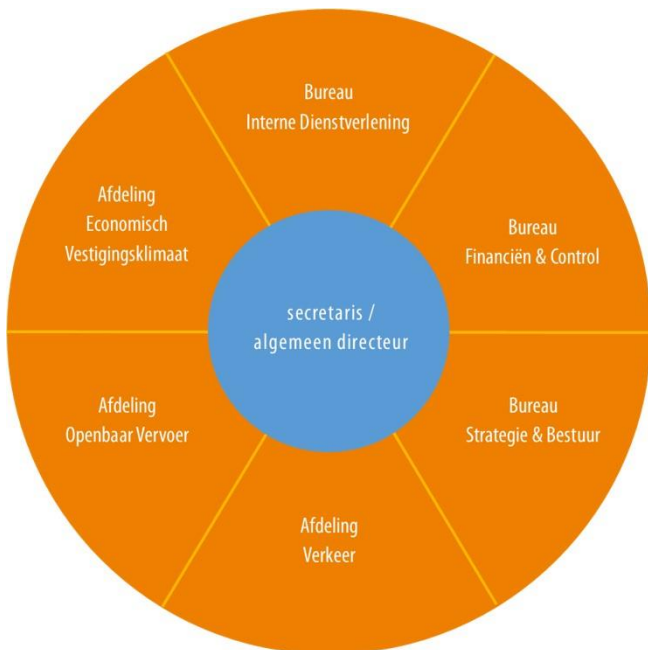 Bureau
Interne Dienstverlening
Afdeling
Economisch
Vestigingsklimaat
Bureau
Financiën & Control
secretaris /
algemeen directeur
Afdeling
Openbaar Vervoer
Bureau
Strategie & Bestuur
Afdeling
Verkeer